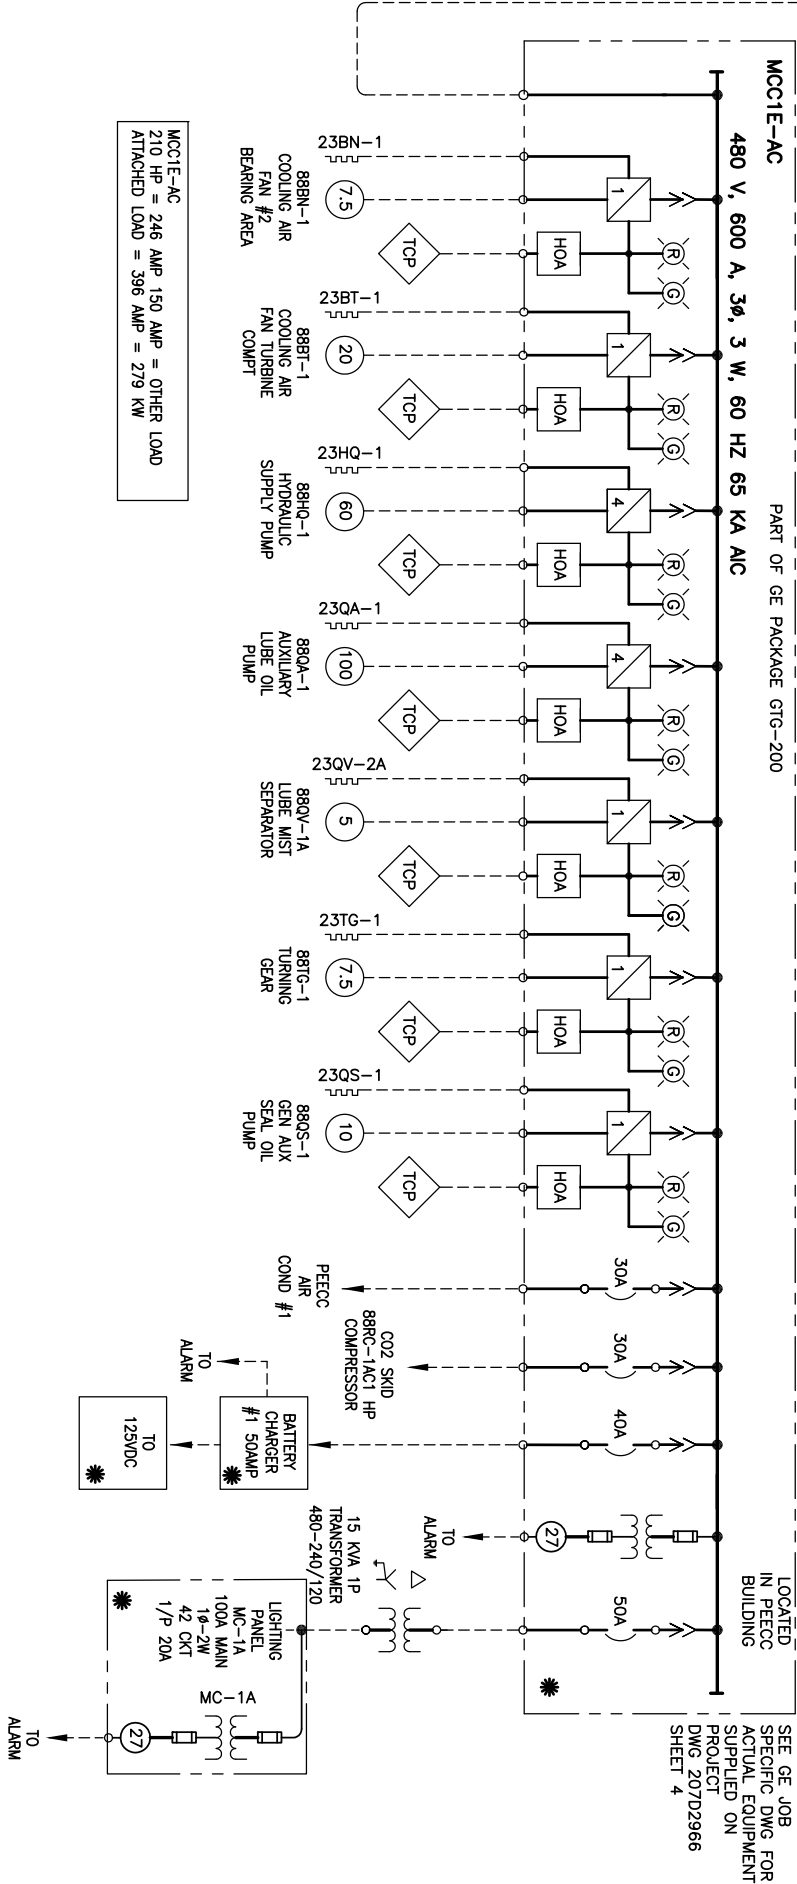 MCC1E-AC
480 V, 600 A, 3ø, 3 W, 60 HZ 65 KA AIC
PART OF GE PACKAGE GTG-200
LOCATED
IN PEECC
BUILDING
SEE GE JOB
SPECIFIC DWG FOR
ACTUAL EQUIPMENT
SUPPLIED ON
PROJECT
DWG 207D2966
SHEET 4
1
R
G
HOA
TCP
23BN-1
7.5
88BN-1
COOLING AIR
FAN #2
BEARING AREA
1
R
G
HOA
TCP
23BT-1
20
88BT-1
COOLING AIR
FAN TURBINE
COMPT
4
R
G
HOA
TCP
23HQ-1
60
88HQ-1
HYDRAULIC
SUPPLY PUMP
4
R
G
HOA
TCP
23QA-1
100
88QA-1
AUXILIARY
LUBE OIL
PUMP
1
R
G
HOA
TCP
23QV-2A
5
88QV-1A
LUBE MIST
SEPARATOR
1
R
G
HOA
TCP
23TG-1
7.5
88TG-1
TURNING
GEAR
1
R
G
HOA
TCP
23QS-1
10
88QS-1
GEN AUX
SEAL OIL
PUMP
30A
PEECC
AIR
COND #1
30A
CO2 SKID
88RC-1AC1 HP
COMPRESSOR
40A
BATTERY
CHARGER
#1 50AMP
TO
ALARM
TO
125VDC
27
TO
ALARM
50A
15 KVA 1P
TRANSFORMER
480-240/120
LIGHTING
PANEL
MC-1A
100A MAIN
1ø-2W
42 CKT
1/P 20A
MC-1A
27
TO
ALARM
MCC1E-AC
210 HP = 246 AMP 150 AMP = OTHER LOAD
ATTACHED LOAD = 396 AMP = 279 KW